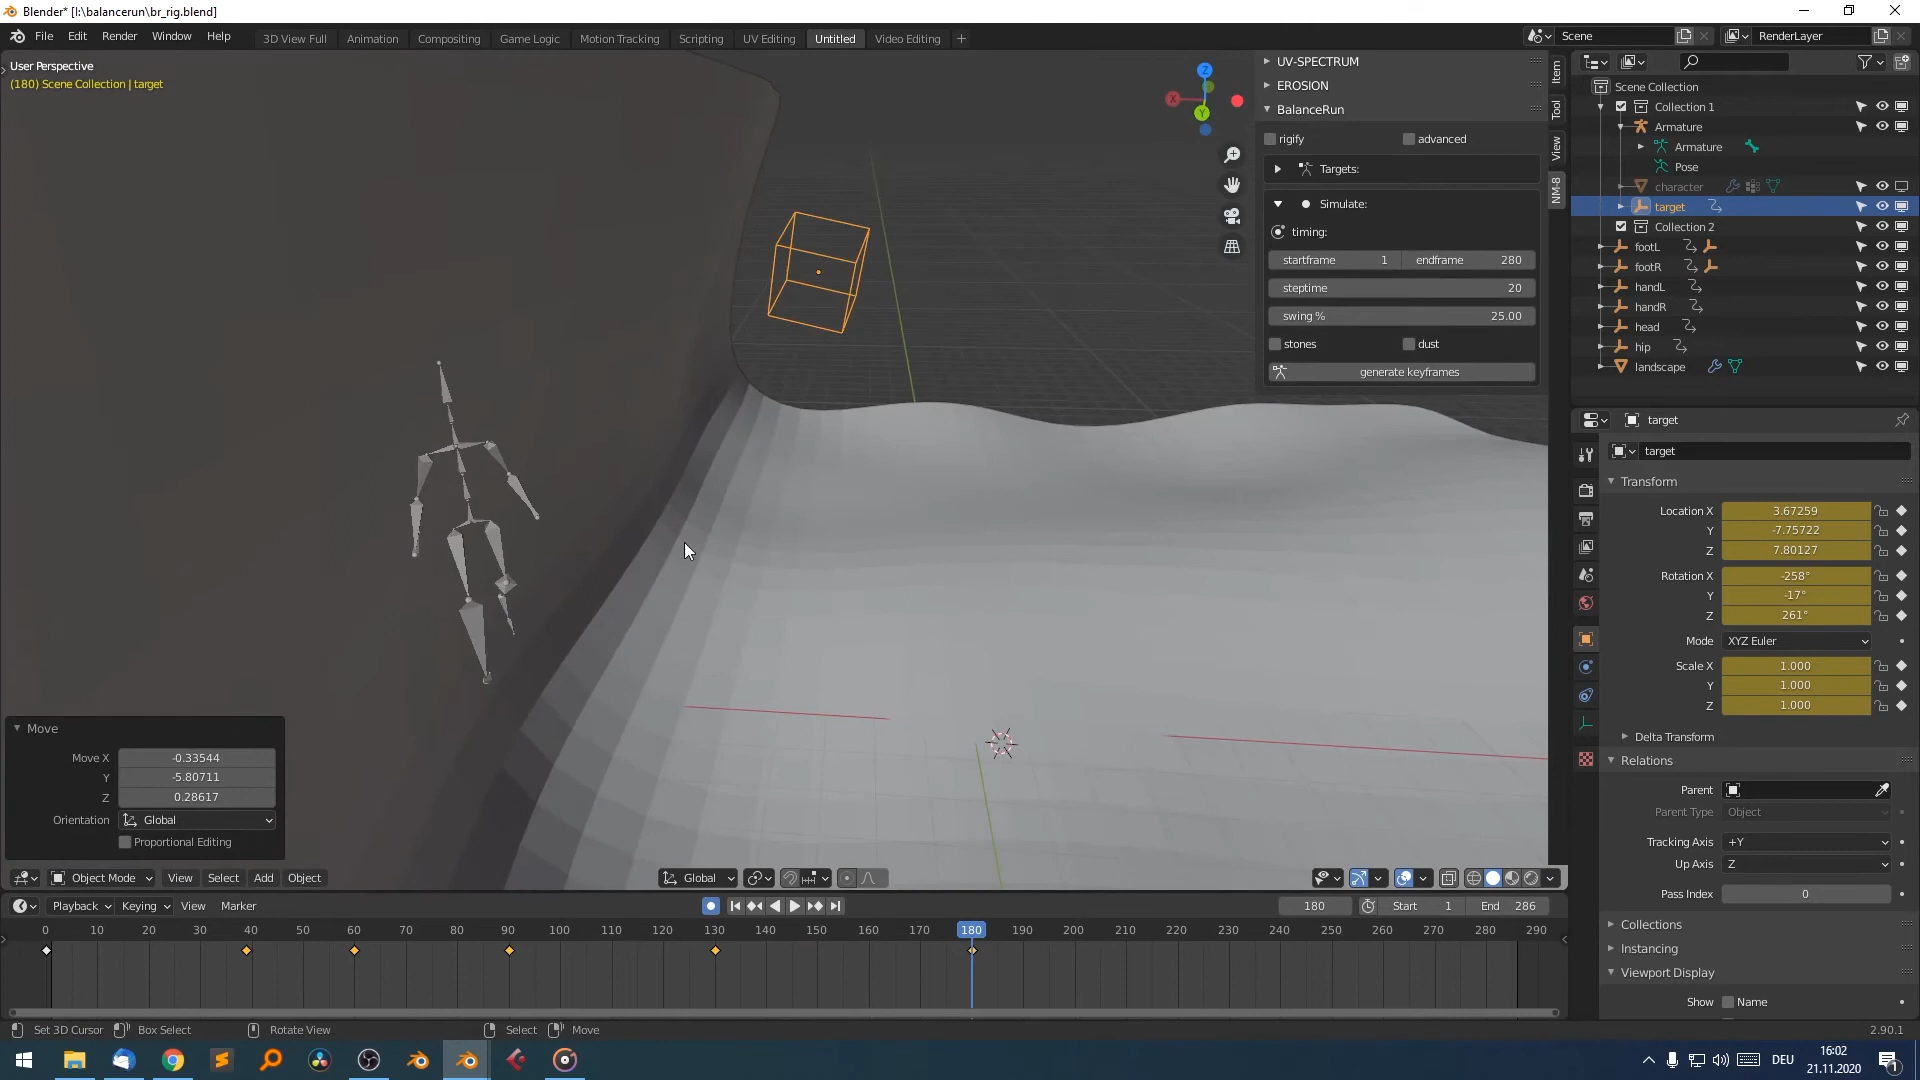 Blender* [I:\balancerun\br_rig.blend]
File Edit Render Window Help
3D View Full Animation Compositing Game Logic Motion Tracking Scripting UV Editing Untitled Video Editing +
Scene RenderLayer
User Perspective
(180) Scene Collection | target
Z
X
Y
UV-SPECTRUM
EROSION
BalanceRun
rigify advanced
Targets:
Simulate:
timing:
startframe 1 endframe 280
steptime 20
swing % 25.00
stones dust
generate keyframes
Item
Tool
View
NM-8
Scene Collection
Collection 1
Armature
Armature
Pose
character
target
Collection 2
footL
footR
handL
handR
head
hip
landscape
target
target
Transform
Location X 3.67259
Y -7.75722
Z 7.80127
Rotation X -258°
Y -17°
Z 261°
Mode XYZ Euler
Scale X 1.000
Y 1.000
Z 1.000
Delta Transform
Relations
Parent
Parent Type Object
Tracking Axis +Y
Up Axis Z
Pass Index 0
Collections
Instancing
Viewport Display
Show Name
Move
Move X -0.33544
Y -5.80711
Z 0.28617
Orientation Global
Proportional Editing
Object Mode View Select Add Object
Global
Playback Keying View Marker
180 Start 1 End 286
0 10 20 30 40 50 60 70 80 90 100 110 120 130 140 150 160 170 180 190 200 210 220 230 240 250 260 270 280 290
Set 3D Cursor Box Select Rotate View Select Move
2.90.1
DEU
16:02
21.11.2020
1